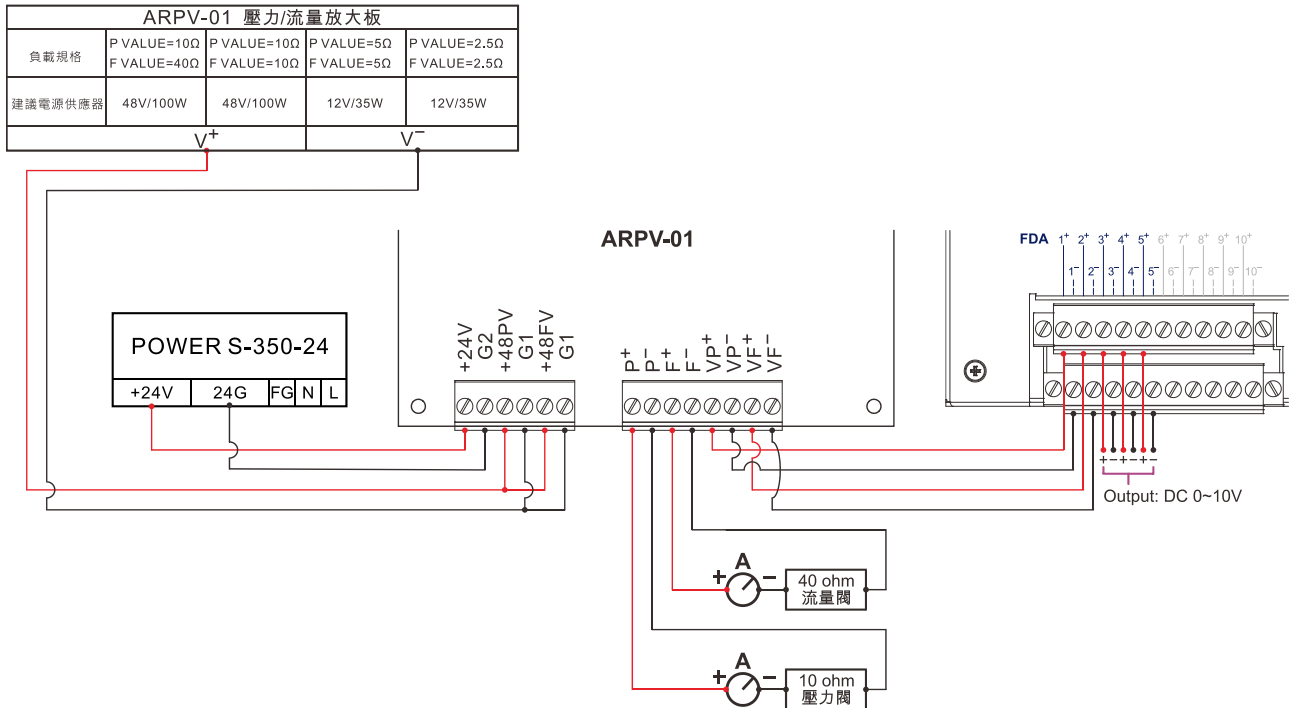 ARPV-01 壓力/流量放大板
負載規格
P VALUE=10Ω P VALUE=10Ω P VALUE=5Ω P VALUE=2.5Ω
F VALUE=40Ω F VALUE=10Ω F VALUE=5Ω F VALUE=2.5Ω
建議電源供應器 48V/100W 48V/100W 12V/35W 12V/35W
V+ V−
ARPV-01
FDA 1+ 2+ 3+ 4+ 5+ 6+ 7+ 8+ 9+ 10+
1− 2− 3− 4− 5− 6− 7− 8− 9− 10−
POWER S-350-24
+24V 24G FG N L
+24V G2 +48PV G1 +48FV G1
P+ P− F+ F− VP+ VP− VF+ VF−
+ − + − + −
Output: DC 0~10V
A
+ −
40 ohm
流量閥
A
+ −
10 ohm
壓力閥